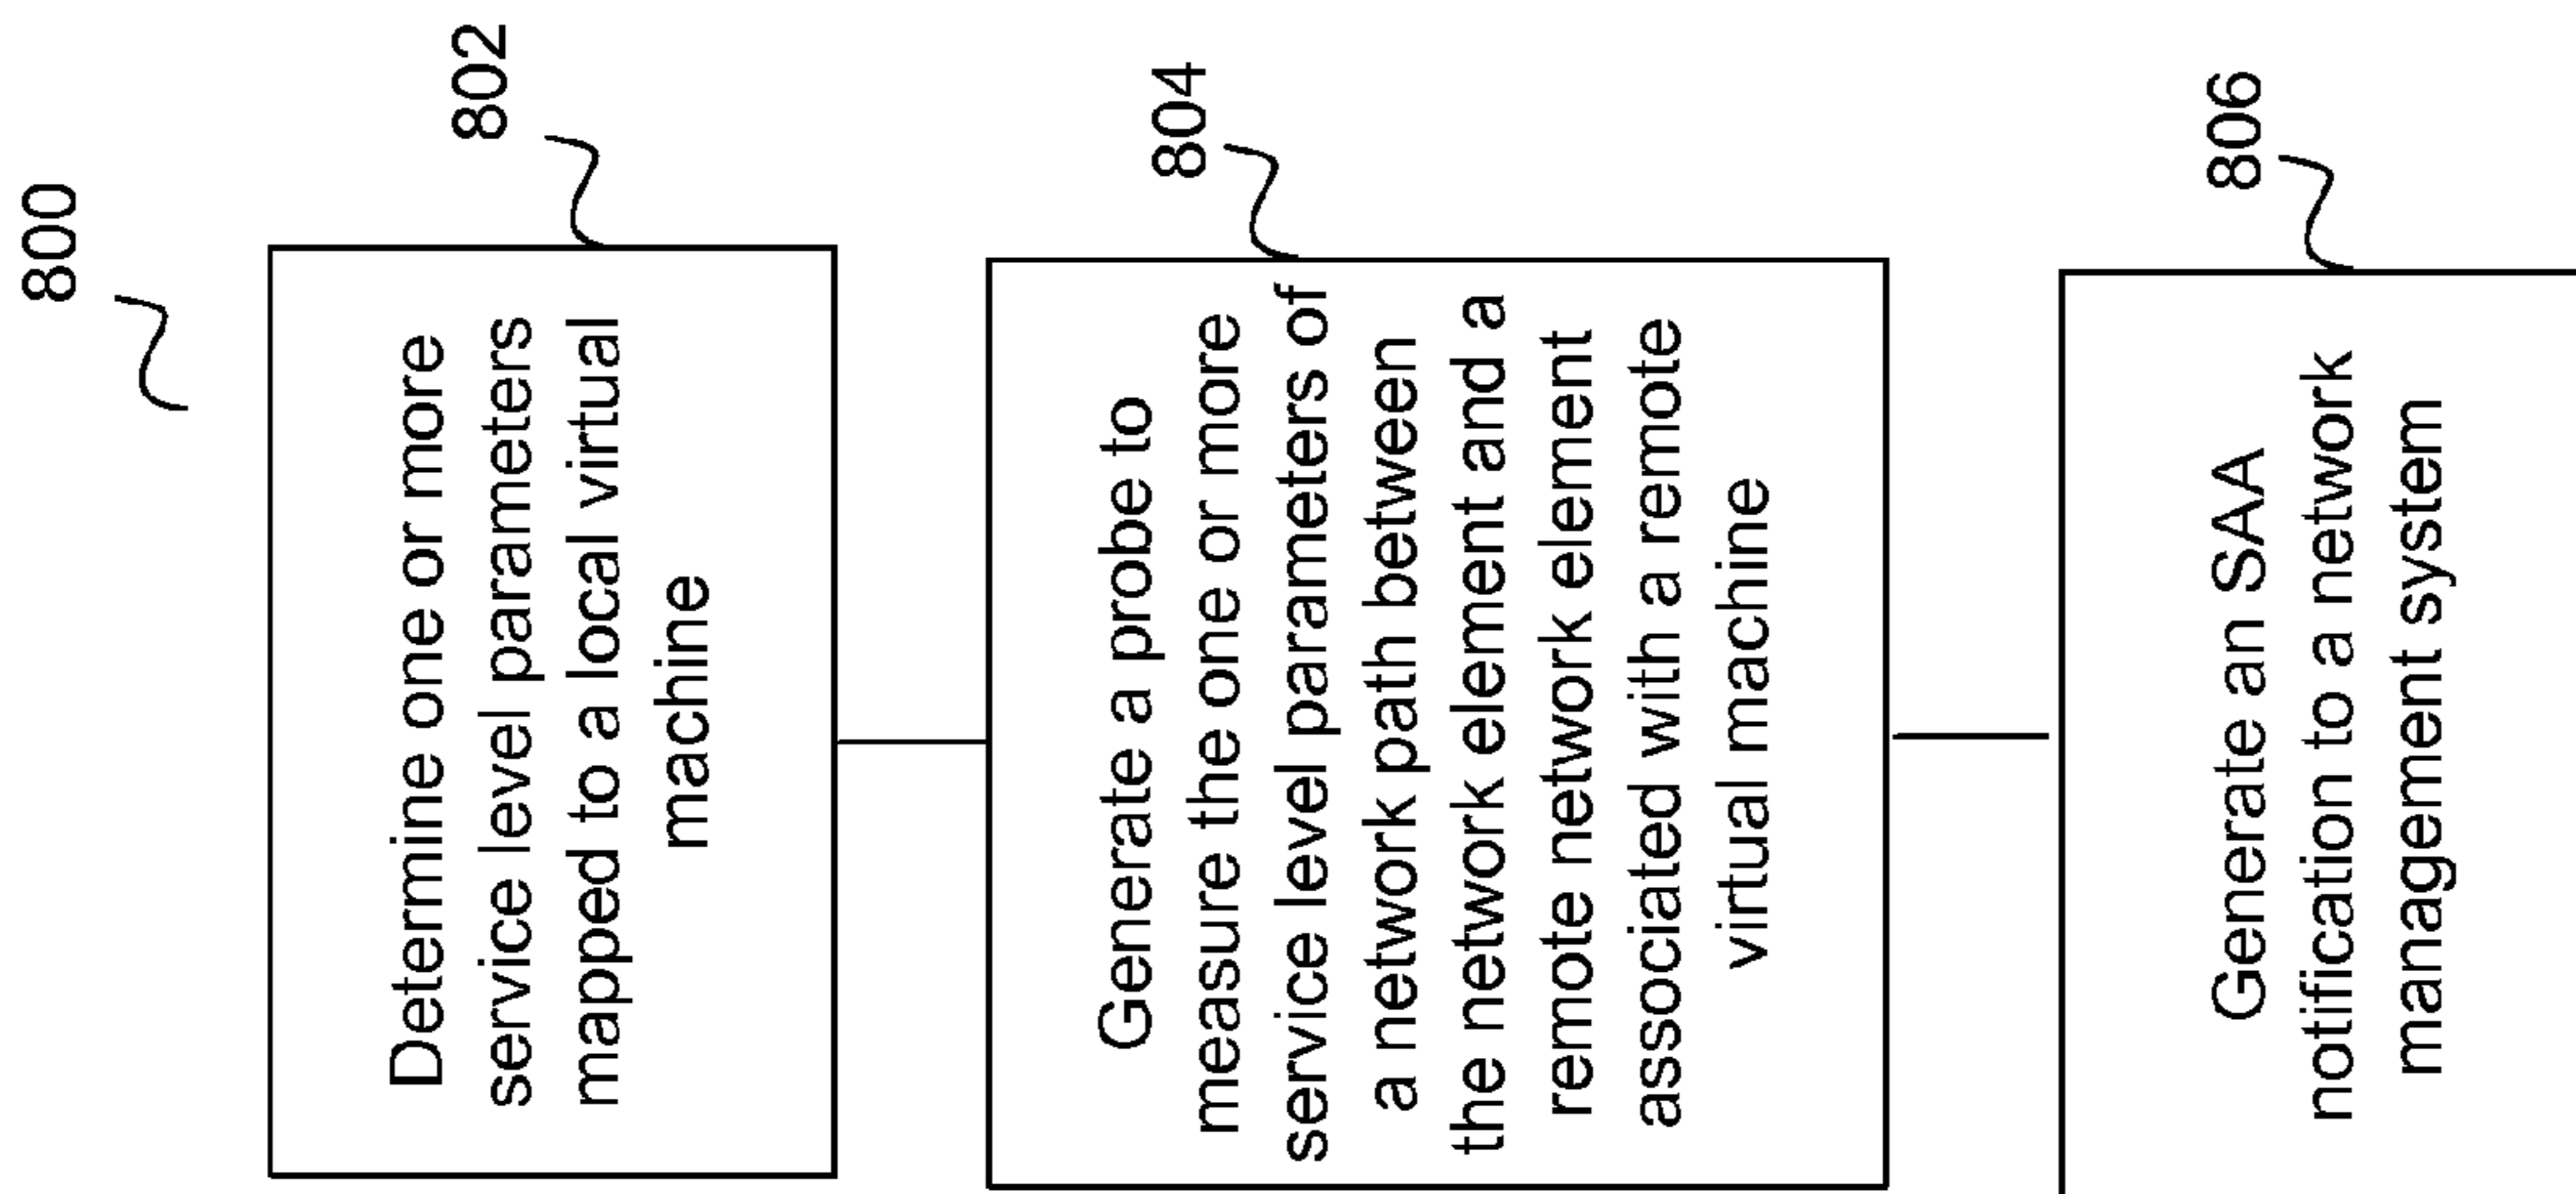 800
802
Determine one or more
service level parameters
mapped to a local virtual
machine
804
Generate a probe to
measure the one or more
service level parameters of
a network path between
the network element and a
remote network element
associated with a remote
virtual machine
806
Generate an SAA
notification to a network
management system